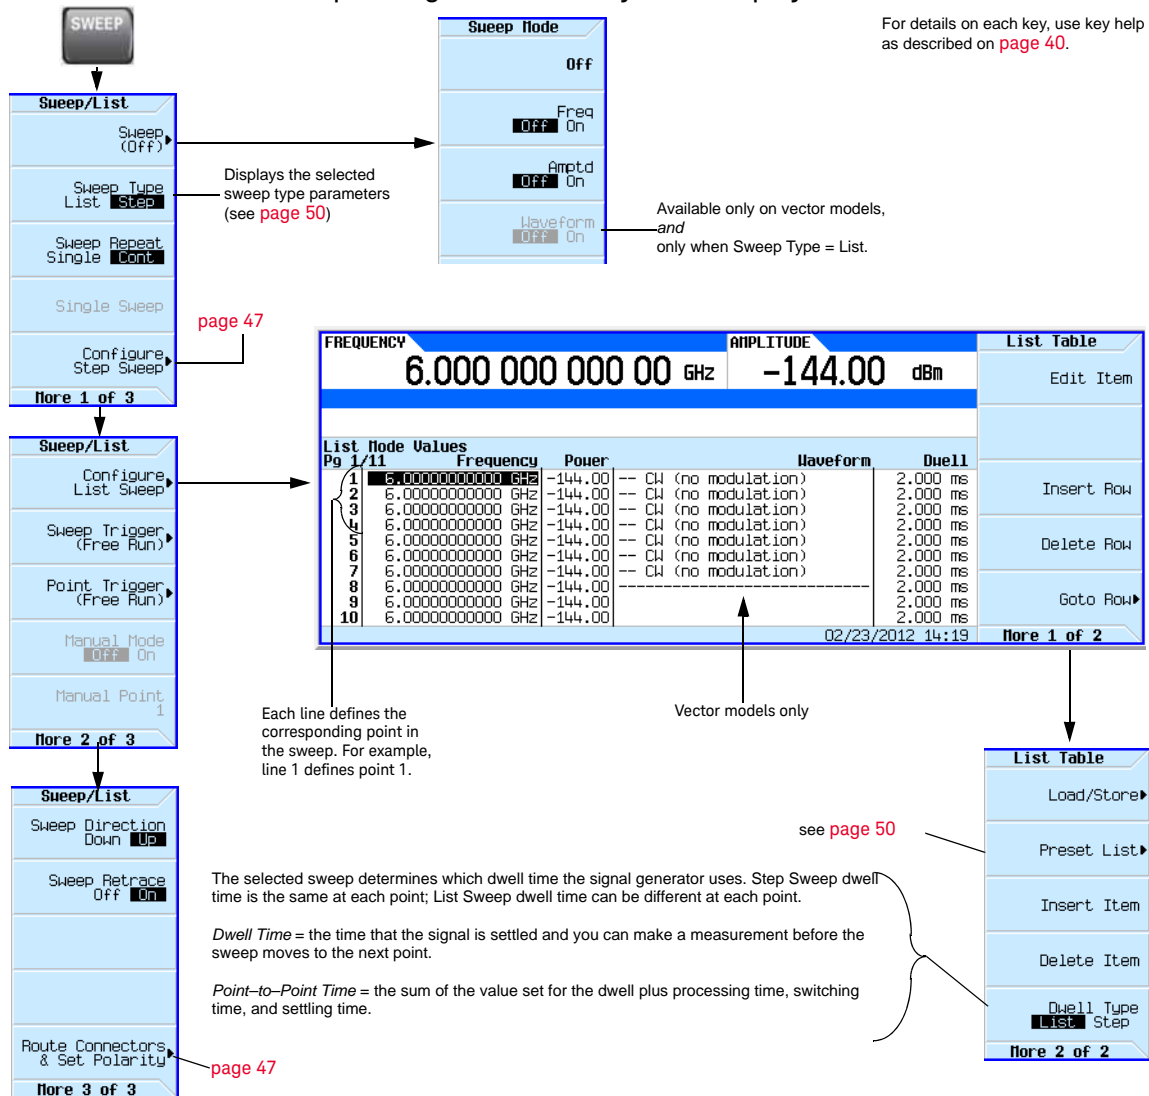 SWEEP
Sweep Mode
Off
Freq
Off On
Amptd
Off On
Waveform
Off On
For details on each key, use key help
as described on page 40.
Sweep/List
Sweep
(Off)
Sweep Type
List Step
Sweep Repeat
Single Cont
Single Sweep
Configure
Step Sweep
More 1 of 3
Displays the selected
sweep type parameters
(see page 50)
Available only on vector models,
and
only when Sweep Type = List.
page 47
FREQUENCY
6.000 000 000 00 GHz
AMPLITUDE
-144.00 dBm
List Mode Values
Pg 1/11 Frequency Power Waveform Dwell
1 6.00000000000 GHz -144.00 -- CW (no modulation) 2.000 ms
2 6.00000000000 GHz -144.00 -- CW (no modulation) 2.000 ms
3 6.00000000000 GHz -144.00 -- CW (no modulation) 2.000 ms
4 6.00000000000 GHz -144.00 -- CW (no modulation) 2.000 ms
5 6.00000000000 GHz -144.00 -- CW (no modulation) 2.000 ms
6 6.00000000000 GHz -144.00 -- CW (no modulation) 2.000 ms
7 6.00000000000 GHz -144.00 -- CW (no modulation) 2.000 ms
8 6.00000000000 GHz -144.00 ---------------------------- 2.000 ms
9 6.00000000000 GHz -144.00 2.000 ms
10 6.00000000000 GHz -144.00 2.000 ms
02/23/2012 14:19
List Table
Edit Item
Insert Row
Delete Row
Goto Row
More 1 of 2
Sweep/List
Configure
List Sweep
Sweep Trigger
(Free Run)
Point Trigger
(Free Run)
Manual Mode
Off On
Manual Point
1
More 2 of 3
Each line defines the
corresponding point in
the sweep. For example,
line 1 defines point 1.
Vector models only
List Table
Load/Store
Preset List
Insert Item
Delete Item
Dwell Type
List Step
More 2 of 2
see page 50
Sweep/List
Sweep Direction
Down Up
Sweep Retrace
Off On
Route Connectors
& Set Polarity
More 3 of 3
The selected sweep determines which dwell time the signal generator uses. Step Sweep dwell
time is the same at each point; List Sweep dwell time can be different at each point.
Dwell Time = the time that the signal is settled and you can make a measurement before the
sweep moves to the next point.
Point–to–Point Time = the sum of the value set for the dwell plus processing time, switching
time, and settling time.
page 47